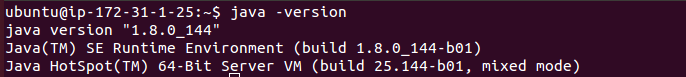 ubuntu@ip-172-31-1-25:~$ java -version
java version "1.8.0_144"
Java(TM) SE Runtime Environment (build 1.8.0_144-b01)
Java HotSpot(TM) 64-Bit Server VM (build 25.144-b01, mixed mode)